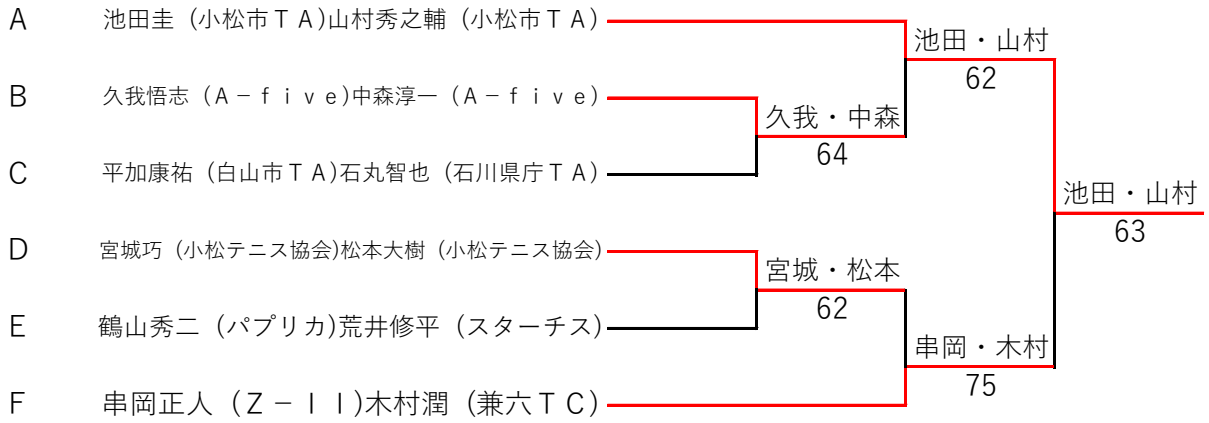 A 池田圭（小松市ＴＡ)山村秀之輔（小松市ＴＡ)
池田・山村
62
B 久我悟志（Ａ－ｆｉｖｅ)中森淳一（Ａ－ｆｉｖｅ)
久我・中森
64
C 平加康祐（白山市ＴＡ)石丸智也（石川県庁ＴＡ)
池田・山村
63
D 宮城巧（小松テニス協会)松本大樹（小松テニス協会)
宮城・松本
62
E 鶴山秀二（パプリカ)荒井修平（スターチス)
串岡・木村
75
F 串岡正人（Ｚ－ＩＩ)木村潤（兼六ＴＣ)